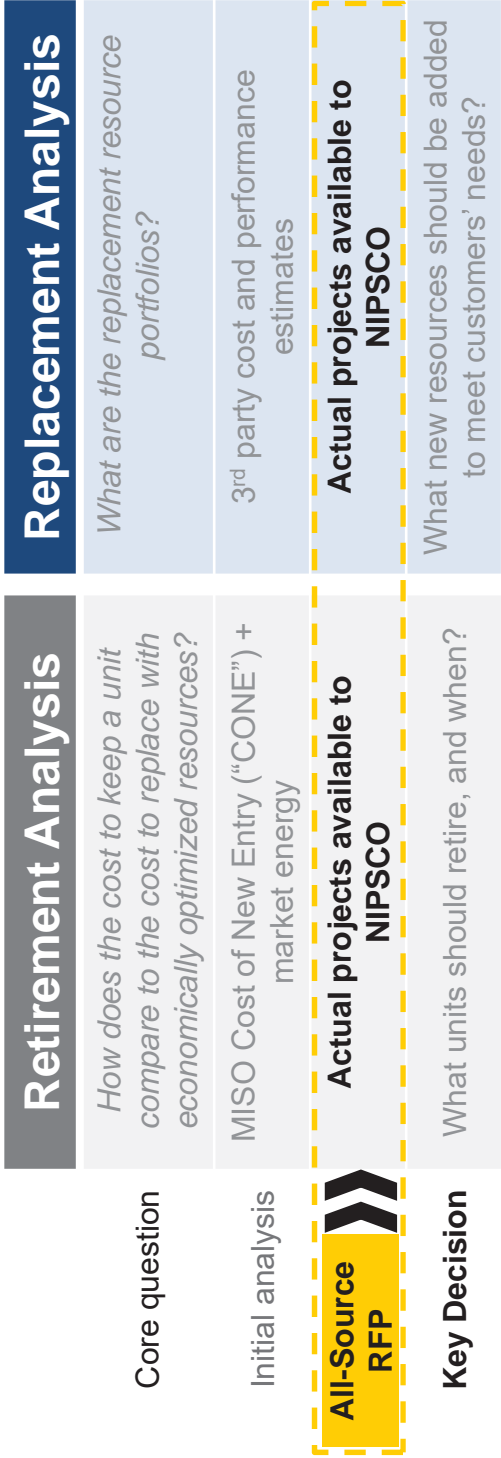 Retirement Analysis
Replacement Analysis
Core question
How does the cost to keep a unit
compare to the cost to replace with
economically optimized resources?
What are the replacement resource
portfolios?
Initial analysis
MISO Cost of New Entry (“CONE”) +
market energy
3rd party cost and performance
estimates
All-Source
RFP
Actual projects available to
NIPSCO
Actual projects available to
NIPSCO
Key Decision
What units should retire, and when?
What new resources should be added
to meet customers’ needs?